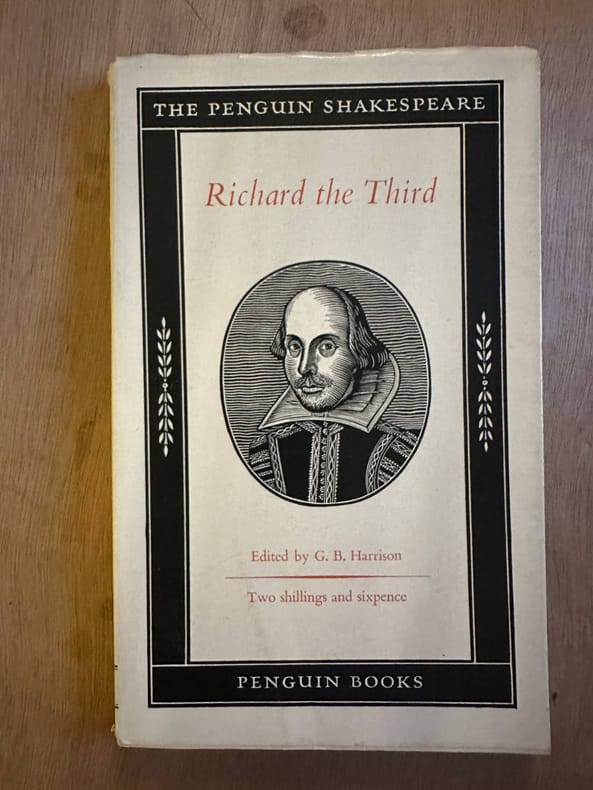 THE PENGUIN SHAKESPEARE
Richard the Third
Edited by G. B. Harrison
Two shillings and sixpence
PENGUIN BOOKS